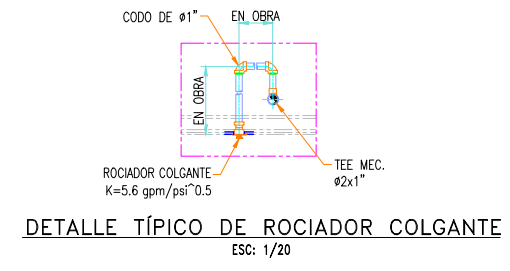 CODO DE ø1"
EN OBRA
EN OBRA
TEE MEC.
ø2x1"
ROCIADOR COLGANTE
K=5.6 gpm/psi^0.5
DETALLE TÍPICO DE ROCIADOR COLGANTE
ESC: 1/20